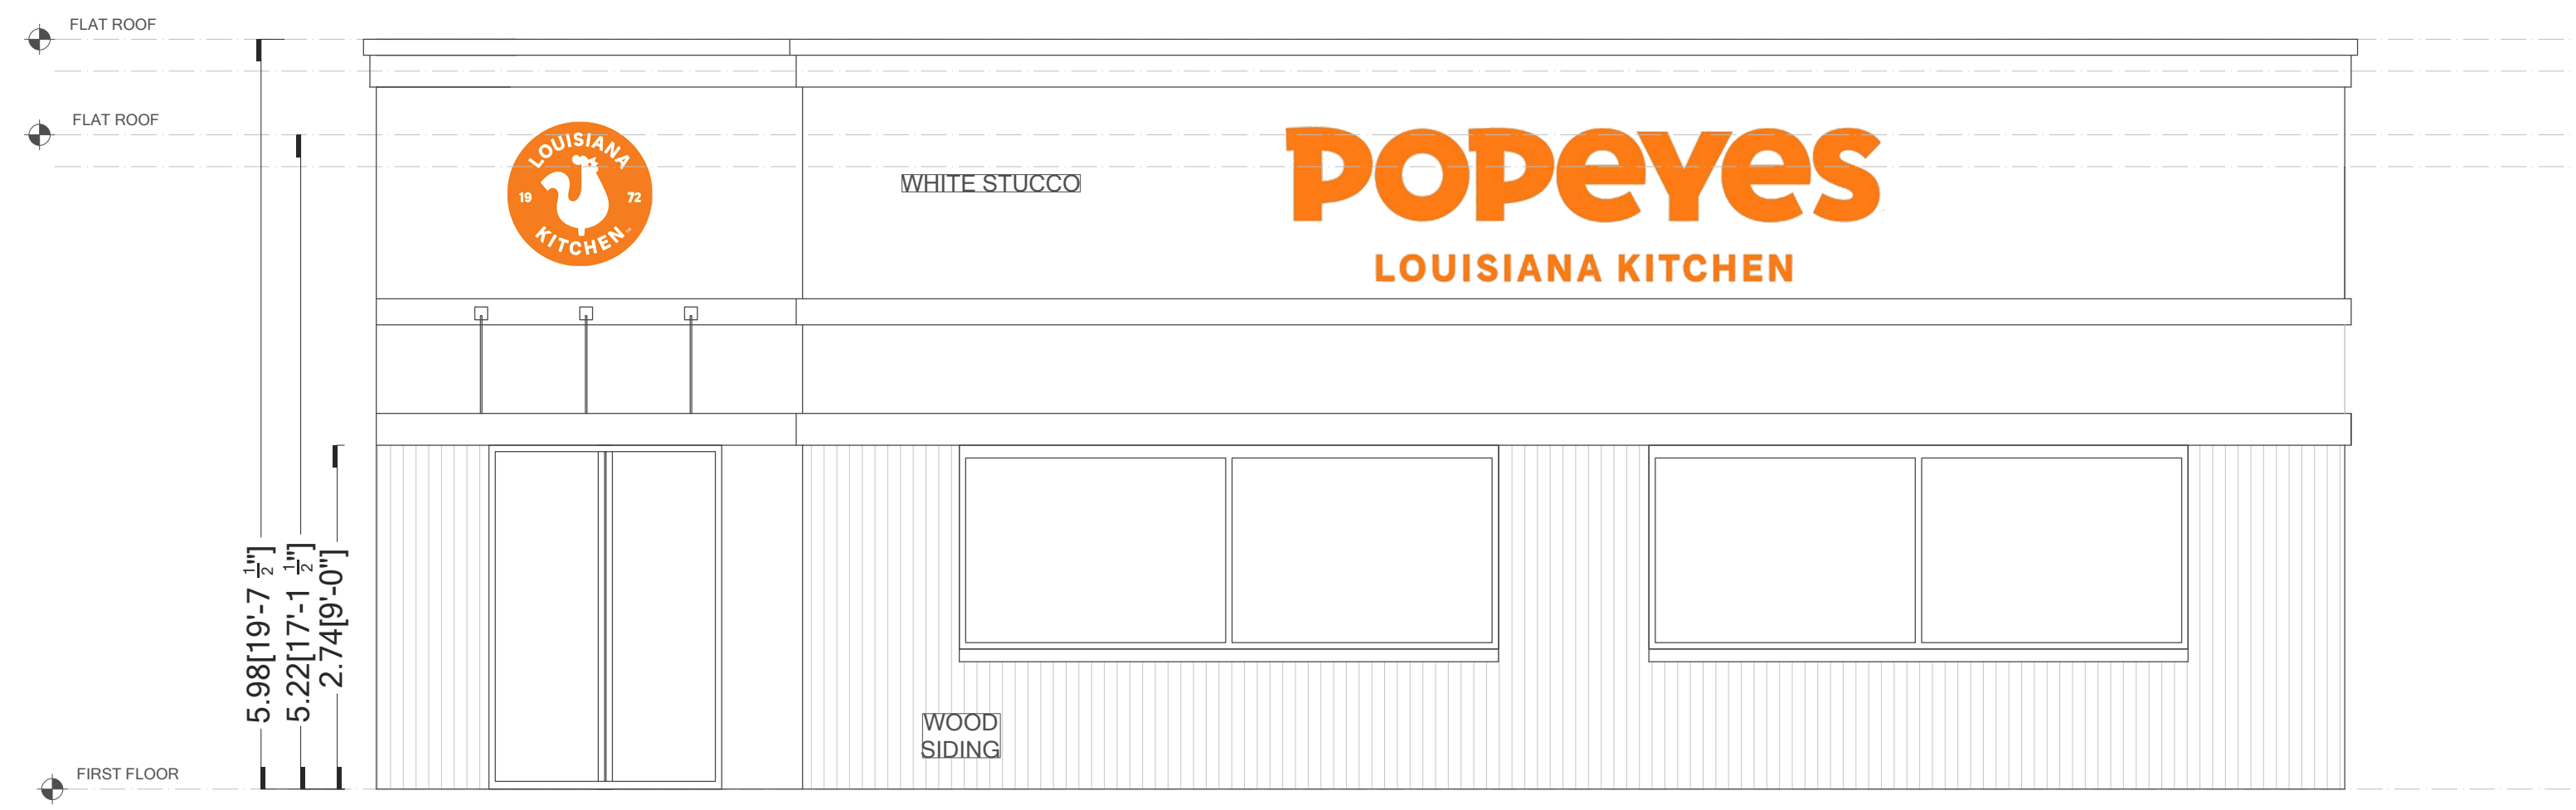 FLAT ROOF
FLAT ROOF
LOUISIANA
19 72
KITCHEN™
WHITE STUCCO
POPEYES
LOUISIANA KITCHEN
5.98[19'-7 1/2"]
5.22[17'-1 1/2"]
2.74[9'-0"]
WOOD
SIDING
FIRST FLOOR